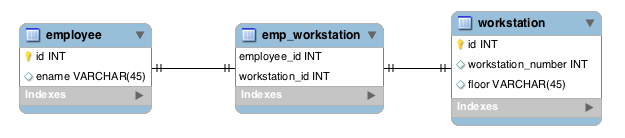 employee
id INT
ename VARCHAR(45)
Indexes
emp_workstation
employee_id INT
workstation_id INT
Indexes
workstation
id INT
workstation_number INT
floor VARCHAR(45)
Indexes